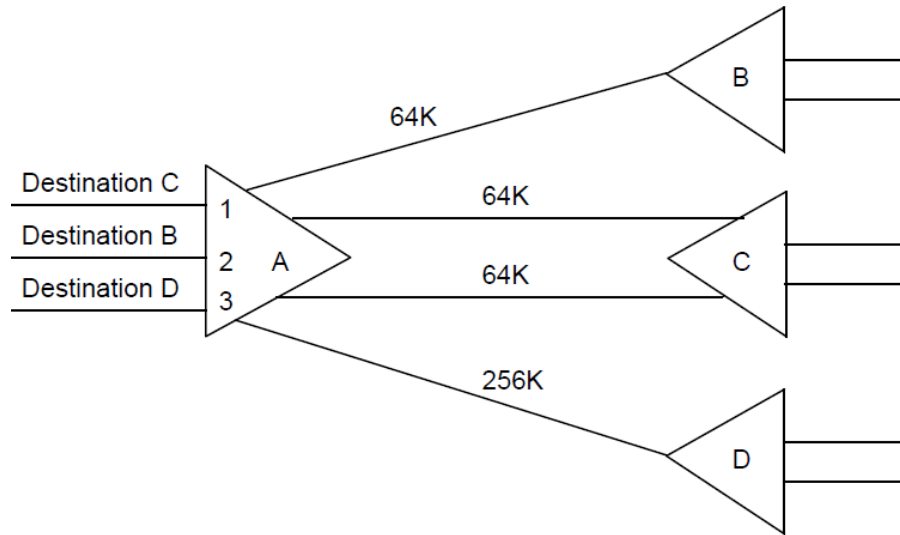 B
64K
Destination C
1
64K
Destination B
2
A
C
Destination D
64K
3
256K
D